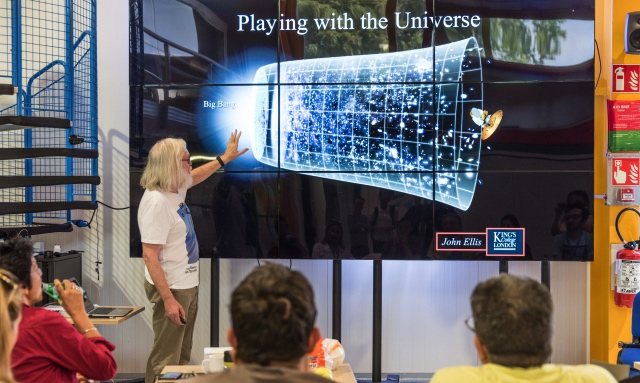 Playing with the Universe
Big Bang
John Ellis
KING'S
College
LONDON